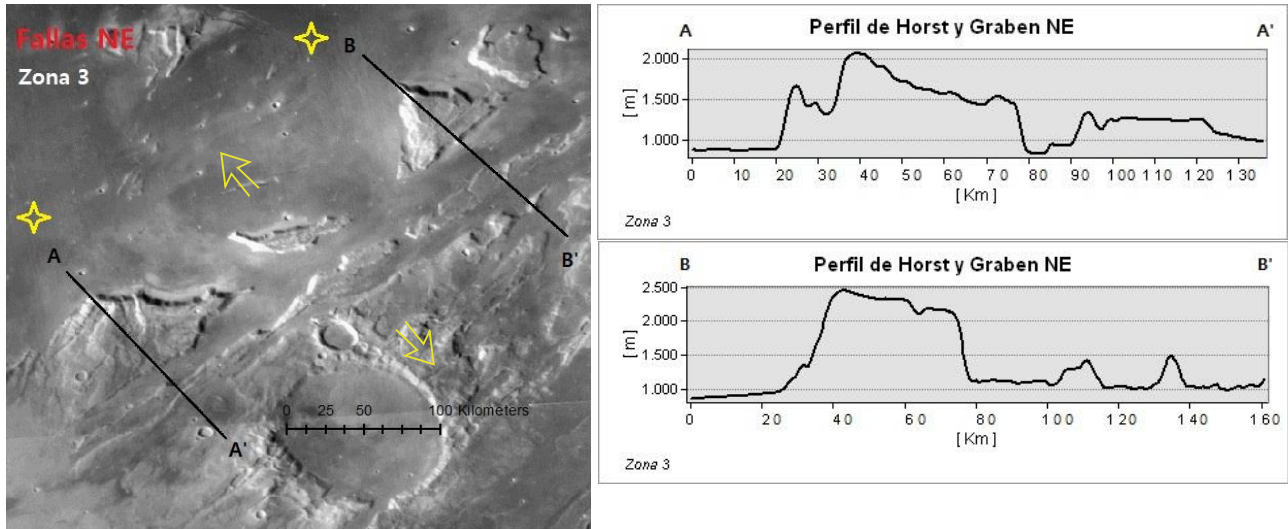 Fallas NE
Zona 3
B
A
B'
A'
0 25 50 100 Kilometers
A Perfil de Horst y Graben NE A'
2.000
1.500
1.000
[m]
0 10 20 30 40 50 60 70 80 90 100 110 120 130
[Km]
Zona 3
B Perfil de Horst y Graben NE B'
2.500
2.000
1.500
1.000
[m]
0 20 40 60 80 100 120 140 160
[Km]
Zona 3